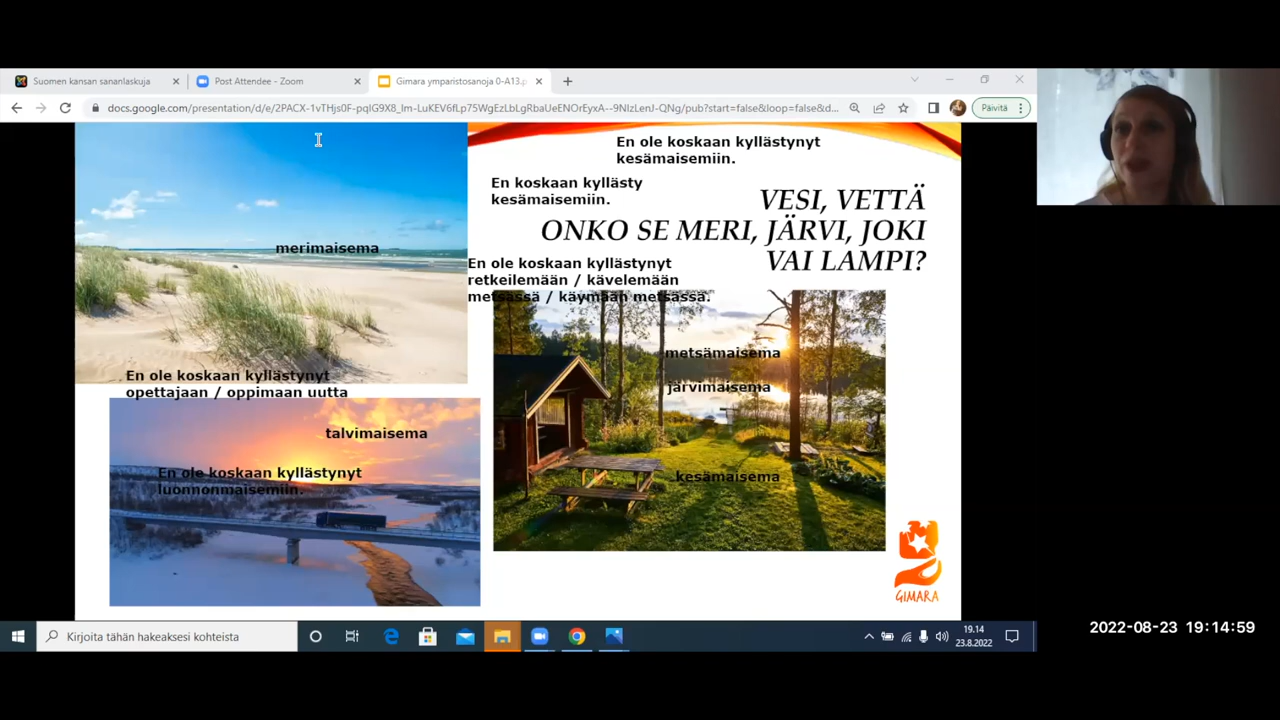 Suomen kansan sananlaskuja
Post Attendee - Zoom
Gimara ymparistosanoja 0-A13.p
docs.google.com/presentation/d/e/2PACX-1vTHjs0F-pqIG9X8_Im-LuKEV6fLp75WgEzLbLgRbaUeENOrEyxA--9NIzLenJ-QNg/pub?start=false&loop=false&d...
Päivitä
En ole koskaan kyllästynyt
kesämaisemiin.
En koskaan kyllästy
kesämaisemiin.
VESI, VETTÄ
ONKO SE MERI, JÄRVI, JOKI
VAI LAMPI?
merimaisema
En ole koskaan kyllästynyt
retkeilemään / kävelemään
metsässä / käymään metsässä.
metsämaisema
järvimaisema
kesämaisema
En ole koskaan kyllästynyt
opettajaan / oppimaan uutta
talvimaisema
En ole koskaan kyllästynyt
luonnonmaisemiin.
GIMARA
Kirjoita tähän hakeaksesi kohteista
19.14
23.8.2022
2022-08-23 19:14:59